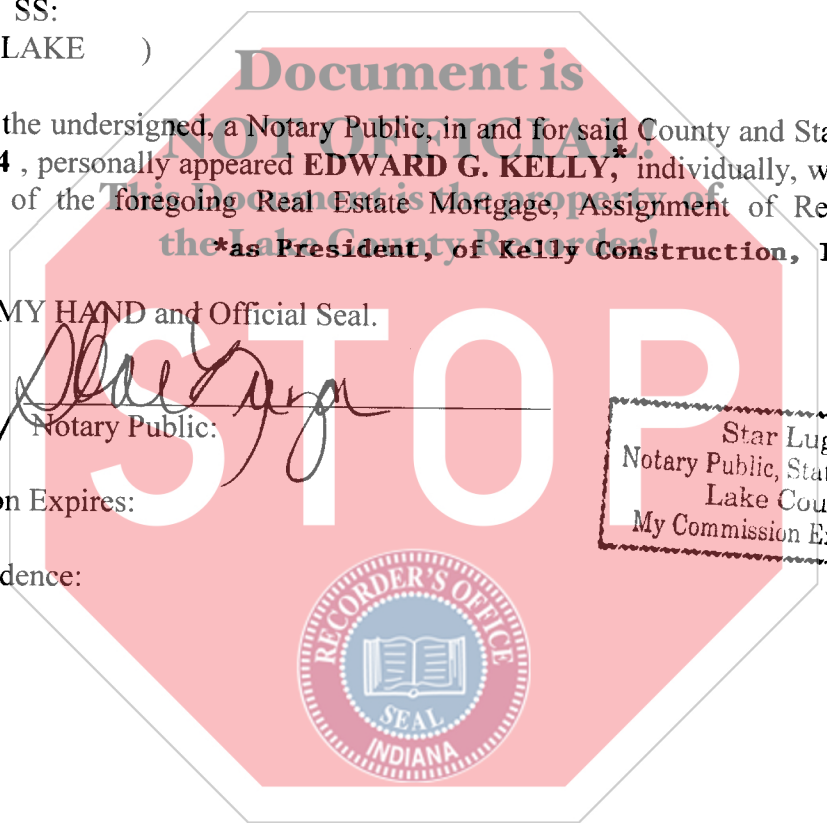 SS:
LAKE )
Document is
the undersigned, a Notary Public, in and for said County and Sta
NOT OFFICIAL!
4 , personally appeared EDWARD G. KELLY,* individually, w
This Document is the property of
of the foregoing Real Estate Mortgage, Assignment of Re
the Lake County Recorder!
*as President, of Kelly Construction, I
MY HAND and Official Seal.
STOP
Notary Public:
Star Lug
Notary Public, Sta
Lake Cou
My Commission Ex
on Expires:
dence:
RECORDER'S OFFICE
SEAL
INDIANA